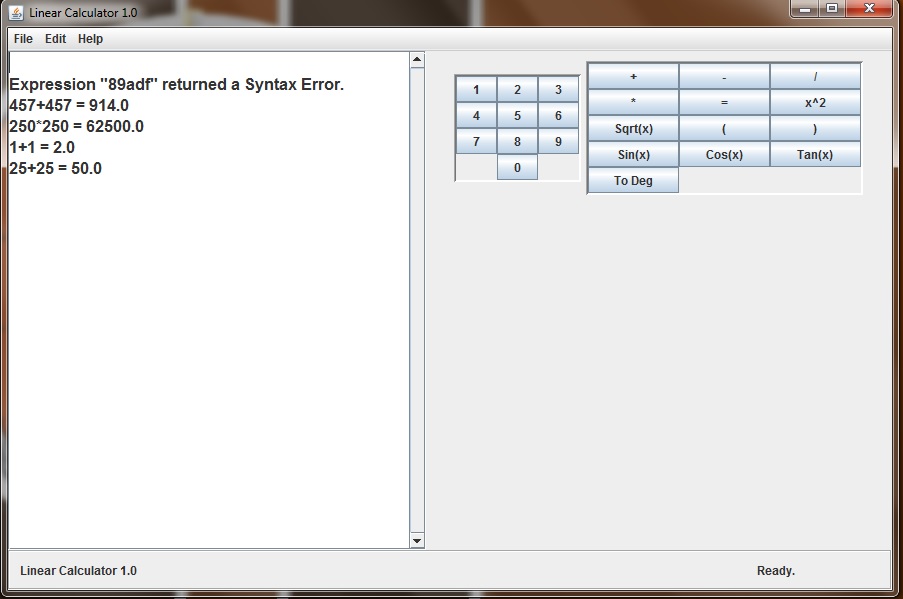 Linear Calculator 1.0
File Edit Help
Expression "89adf" returned a Syntax Error.
457+457 = 914.0
250*250 = 62500.0
1+1 = 2.0
25+25 = 50.0
1 2 3
4 5 6
7 8 9
0
+ - /
* = x^2
Sqrt(x) ( )
Sin(x) Cos(x) Tan(x)
To Deg
Linear Calculator 1.0 Ready.